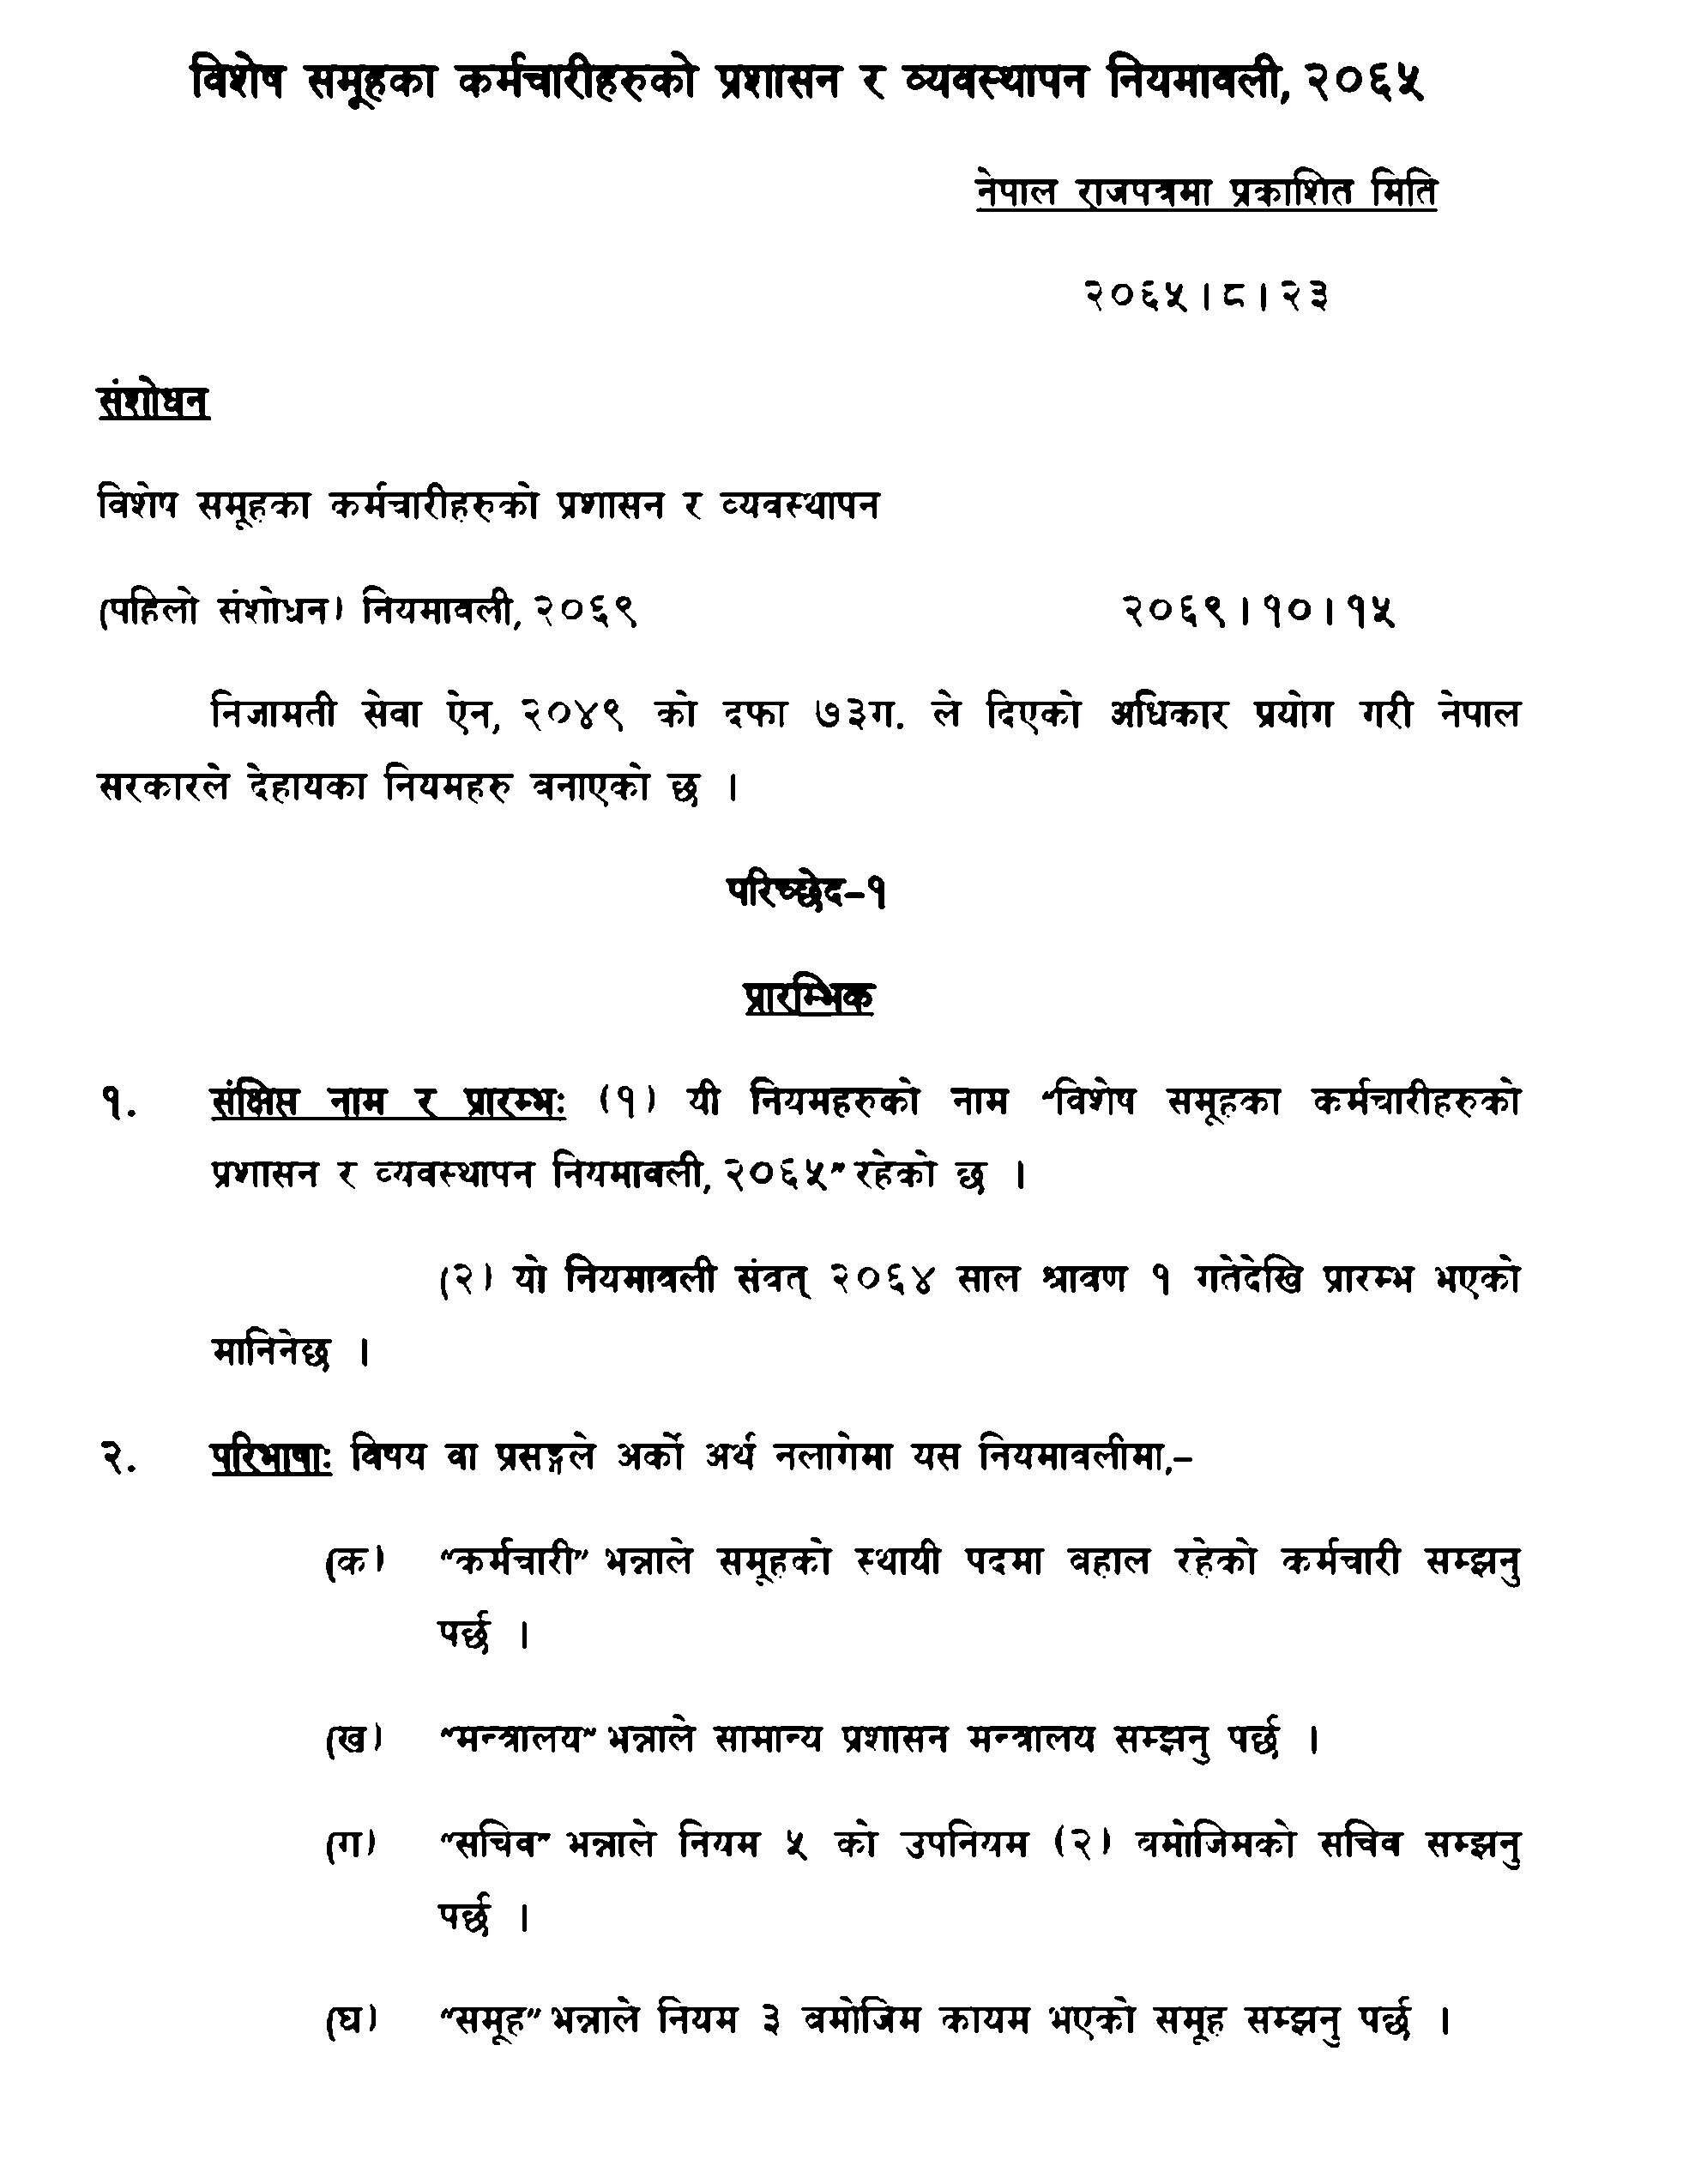 विशेष समूहका कर्मचारीहरुको प्रशासन र व्यवस्थापन नियमावली, २०६५
नेपाल राजपत्रमा प्रकाशित मिति
२०६५।८।२३
संशोधन
विशेष समूहका कर्मचारीहरुको प्रशासन र व्यवस्थापन
(पहिलो संशोधन) नियमावली, २०६९ २०६९।१०।१५
निजामती सेवा ऐन, २०४९ को दफा ७३ग. ले दिएको अधिकार प्रयोग गरी नेपाल
सरकारले देहायका नियमहरु बनाएको छ ।
परिच्छेद–१
प्रारम्भिक
१. संक्षिप्त नाम र प्रारम्भः (१) यी नियमहरुको नाम “विशेष समूहका कर्मचारीहरुको
प्रशासन र व्यवस्थापन नियमावली, २०६५” रहेको छ ।
(२) यो नियमावली संवत् २०६४ साल श्रावण १ गतेदेखि प्रारम्भ भएको
मानिनेछ ।
२. परिभाषाः विषय वा प्रसङ्गले अर्को अर्थ नलागेमा यस नियमावलीमा,–
(क) “कर्मचारी” भन्नाले समूहको स्थायी पदमा बहाल रहेको कर्मचारी सम्झनु
पर्छ ।
(ख) “मन्त्रालय” भन्नाले सामान्य प्रशासन मन्त्रालय सम्झनु पर्छ ।
(ग) “सचिव” भन्नाले नियम ५ को उपनियम (२) बमोजिमको सचिव सम्झनु
पर्छ ।
(घ) “समूह” भन्नाले नियम ३ बमोजिम कायम भएको समूह सम्झनु पर्छ ।